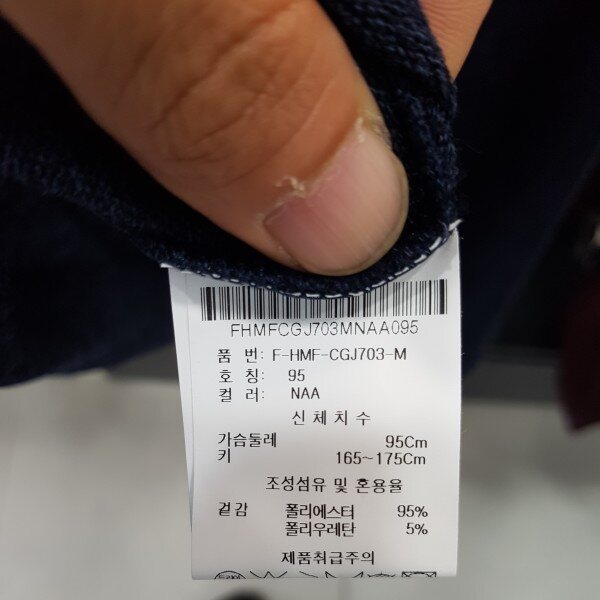 FHMFCGJ703MNAA095
품 번: F-HMF-CGJ703-M
호 칭: 95
컬 러: NAA
신체치수
가슴둘레 95Cm
키 165~175Cm
조성섬유 및 혼용율
겉감 폴리에스터 95%
폴리우레탄 5%
제품취급주의